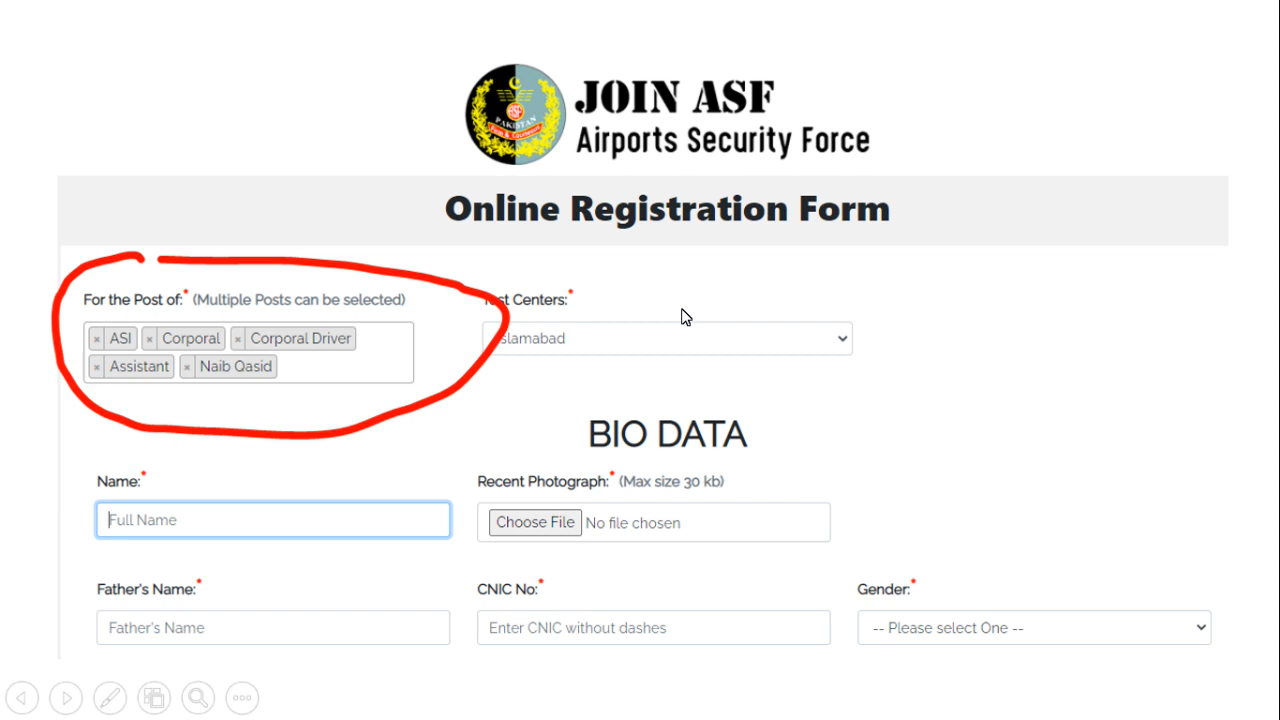 JOIN ASF
Airports Security Force
PAKISTAN
Online Registration Form
For the Post of:* (Multiple Posts can be selected)
Test Centers:*
× ASI × Corporal × Corporal Driver
Islamabad
× Assistant × Naib Qasid
BIO DATA
Name:*
Recent Photograph:* (Max size 30 kb)
Full Name
Choose File No file chosen
Father's Name:*
CNIC No:*
Gender:*
Father's Name
Enter CNIC without dashes
-- Please select One --